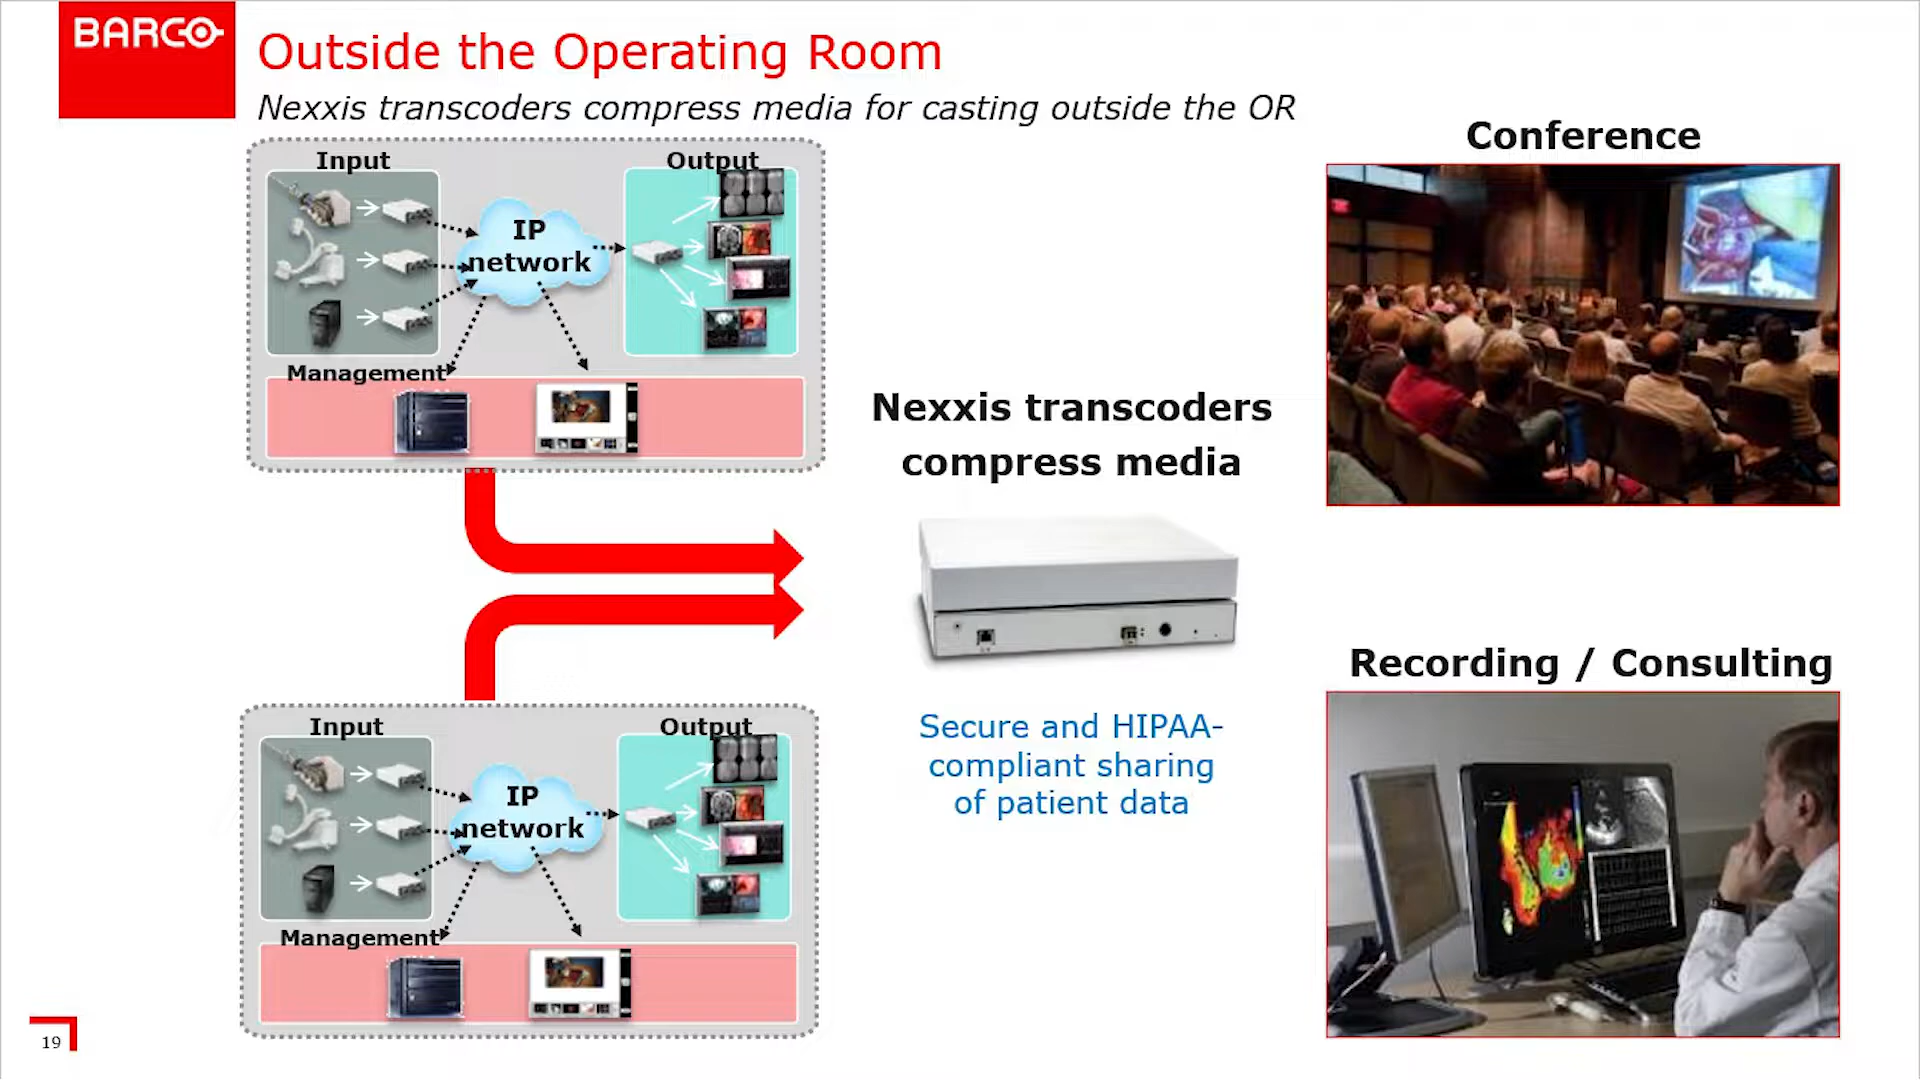 BARCO
Outside the Operating Room
Nexxis transcoders compress media for casting outside the OR
Input
Output
IP
network
Management
Nexxis transcoders
compress media
Secure and HIPAA-
compliant sharing
of patient data
Conference
Recording / Consulting
Input
Output
IP
network
Management
19